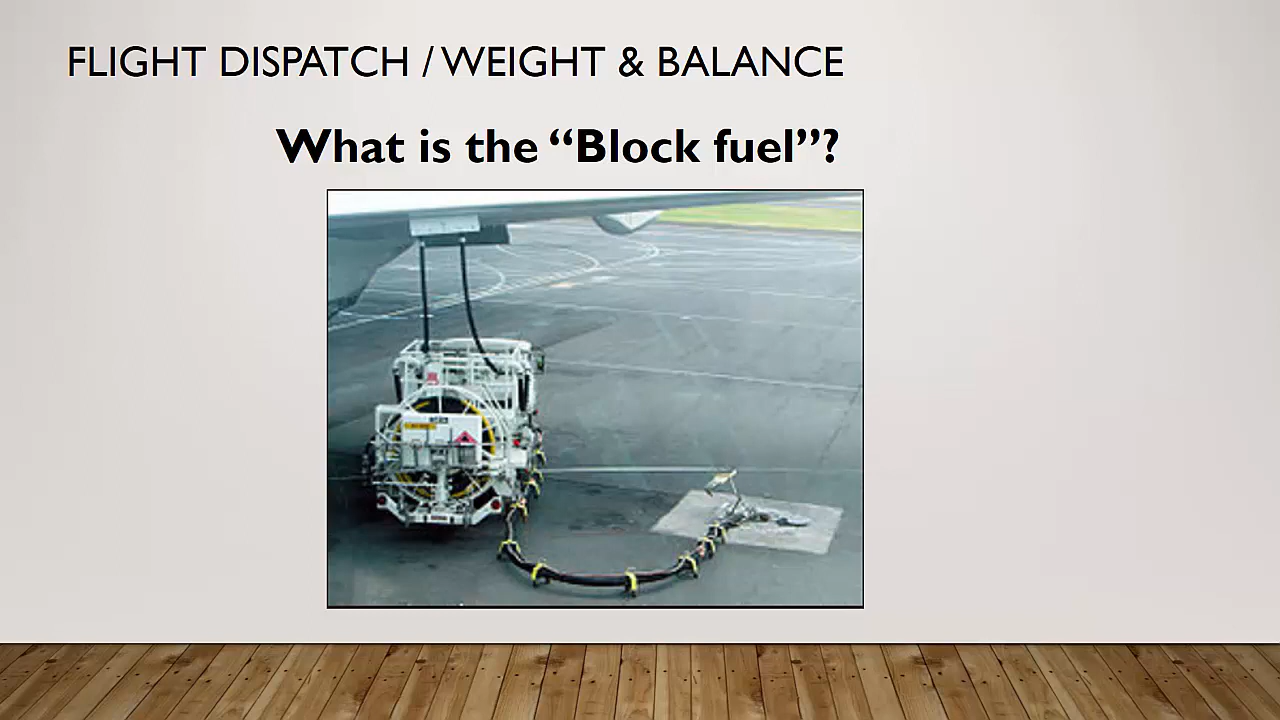 FLIGHT DISPATCH / WEIGHT & BALANCE
What is the “Block fuel”?